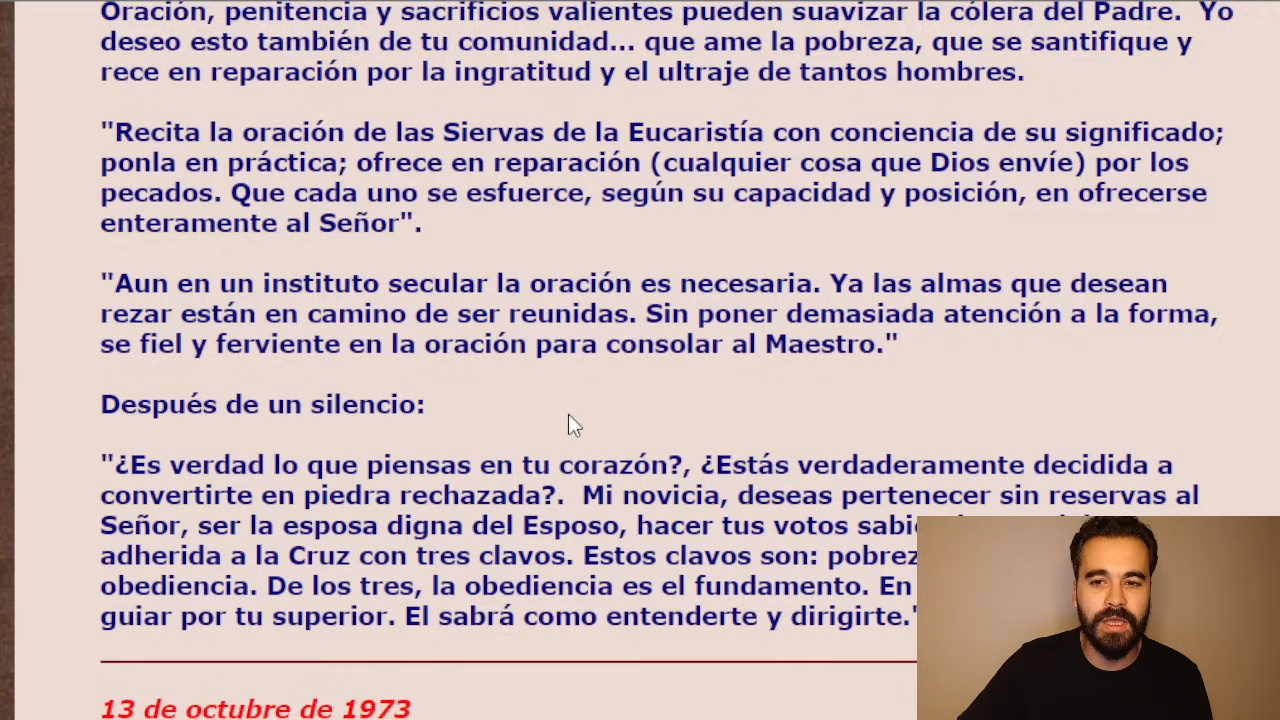 Oración, penitencia y sacrificios valientes pueden suavizar la cólera del Padre.  Yo
deseo esto también de tu comunidad... que ame la pobreza, que se santifique y
rece en reparación por la ingratitud y el ultraje de tantos hombres.
"Recita la oración de las Siervas de la Eucaristía con conciencia de su significado;
ponla en práctica; ofrece en reparación (cualquier cosa que Dios envíe) por los
pecados. Que cada uno se esfuerce, según su capacidad y posición, en ofrecerse
enteramente al Señor".
"Aun en un instituto secular la oración es necesaria. Ya las almas que desean
rezar están en camino de ser reunidas. Sin poner demasiada atención a la forma,
se fiel y ferviente en la oración para consolar al Maestro."
Después de un silencio:
"¿Es verdad lo que piensas en tu corazón?, ¿Estás verdaderamente decidida a
convertirte en piedra rechazada?.  Mi novicia, deseas pertenecer sin reservas al
Señor, ser la esposa digna del Esposo, hacer tus votos
adherida a la Cruz con tres clavos. Estos clavos son:
obediencia. De los tres, la obediencia es el fundamento. En
guiar por tu superior. El sabrá como entenderte y dirigirte."
13 de octubre de 1973